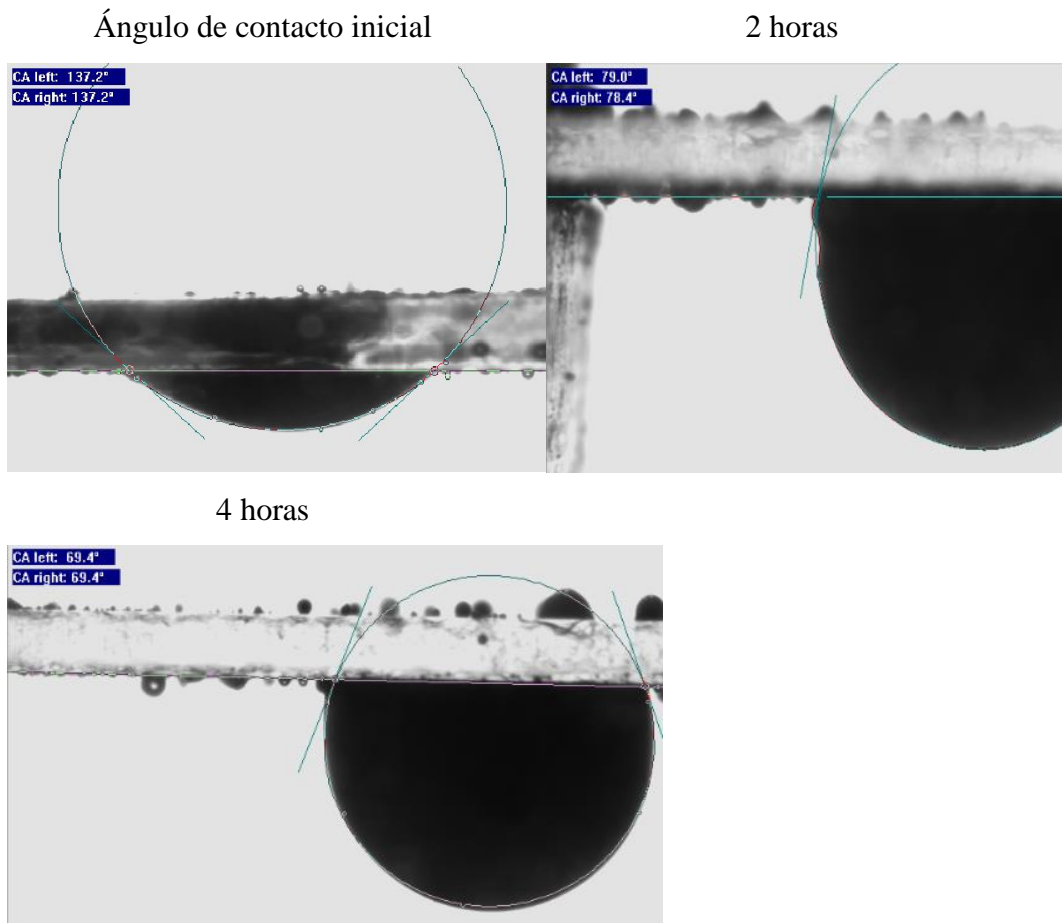 Ángulo de contacto inicial
2 horas
CA left: 137.2°
CA right: 137.2°
CA left: 79.0°
CA right: 78.4°
4 horas
CA left: 69.4°
CA right: 69.4°